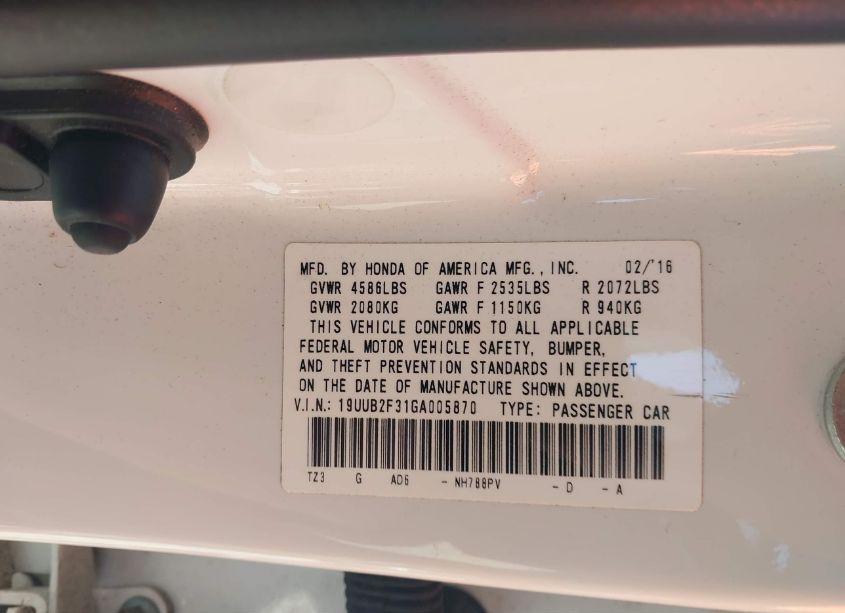 MFD. BY HONDA OF AMERICA MFG., INC. 02/'16
GVWR 4586LBS GAWR F 2535LBS R 2072LBS
GVWR 2080KG GAWR F 1150KG R 940KG
THIS VEHICLE CONFORMS TO ALL APPLICABLE
FEDERAL MOTOR VEHICLE SAFETY, BUMPER,
AND THEFT PREVENTION STANDARDS IN EFFECT
ON THE DATE OF MANUFACTURE SHOWN ABOVE.
V.I.N.: 19UUB2F31GA005870 TYPE: PASSENGER CAR
TZ3 G AD6 - NH788PV - D - A